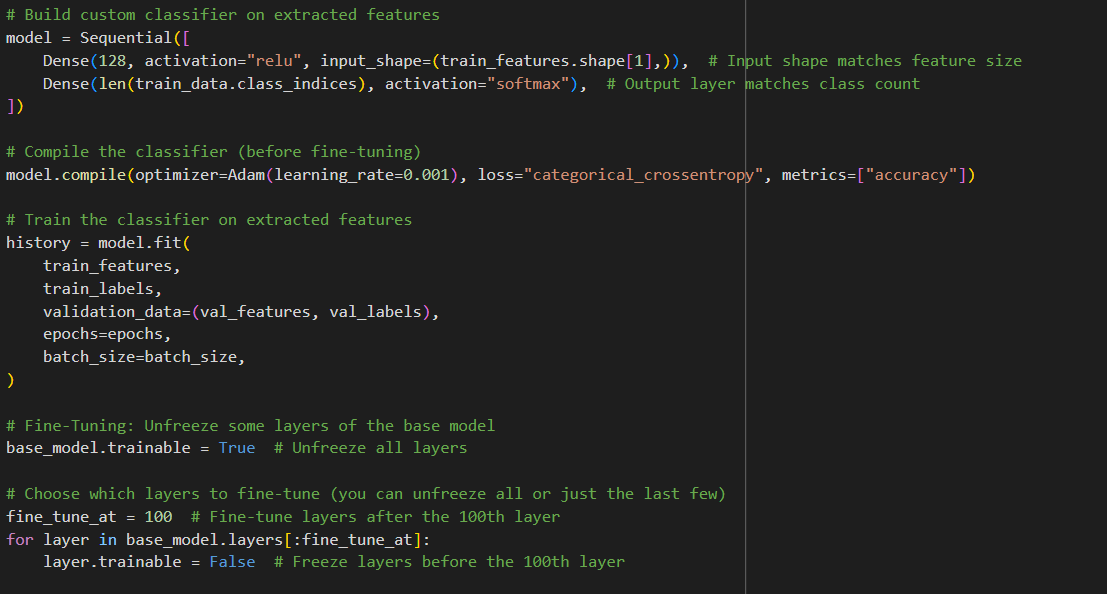 # Build custom classifier on extracted features
model = Sequential([
    Dense(128, activation="relu", input_shape=(train_features.shape[1],)),  # Input shape matches feature size
    Dense(len(train_data.class_indices), activation="softmax"),  # Output layer matches class count
])
# Compile the classifier (before fine-tuning)
model.compile(optimizer=Adam(learning_rate=0.001), loss="categorical_crossentropy", metrics=["accuracy"])
# Train the classifier on extracted features
history = model.fit(
    train_features,
    train_labels,
    validation_data=(val_features, val_labels),
    epochs=epochs,
    batch_size=batch_size,
)
# Fine-Tuning: Unfreeze some layers of the base model
base_model.trainable = True  # Unfreeze all layers
# Choose which layers to fine-tune (you can unfreeze all or just the last few)
fine_tune_at = 100  # Fine-tune layers after the 100th layer
for layer in base_model.layers[:fine_tune_at]:
    layer.trainable = False  # Freeze layers before the 100th layer